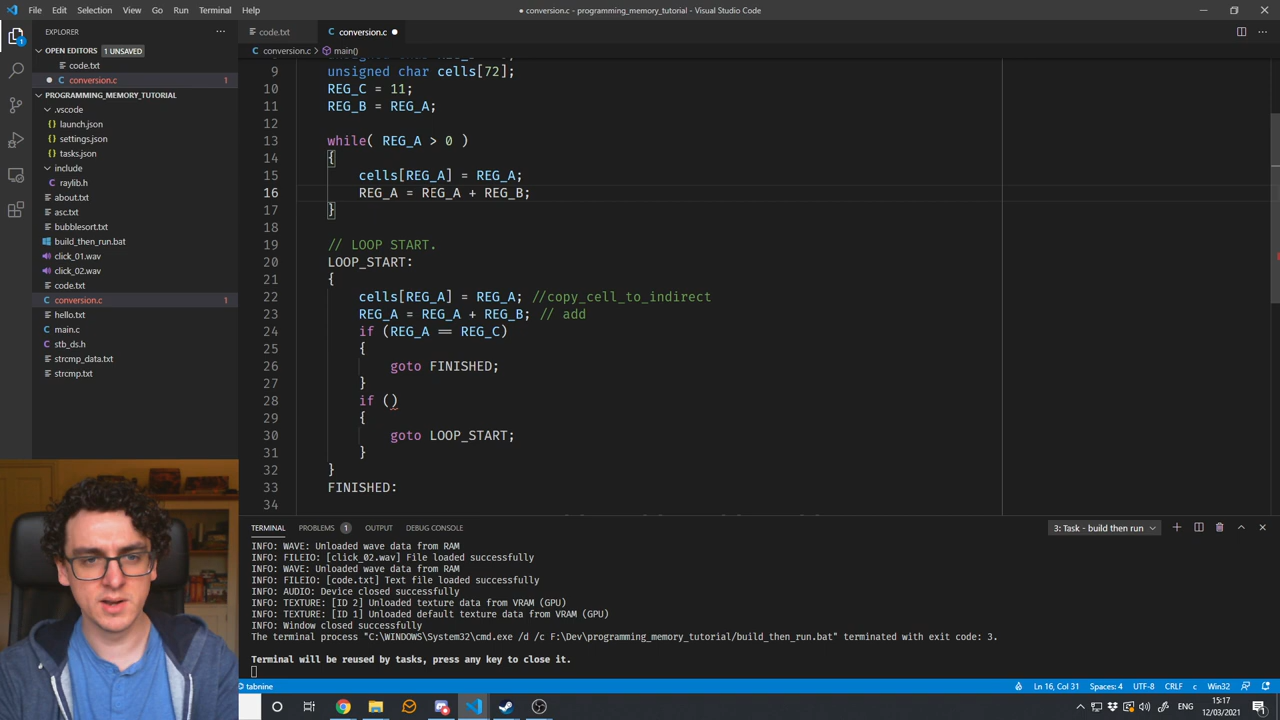 File Edit Selection View Go Run Terminal Help
● conversion.c - programming_memory_tutorial - Visual Studio Code
EXPLORER
OPEN EDITORS 1 UNSAVED
code.txt
conversion.c 1
PROGRAMMING_MEMORY_TUTORIAL
.vscode
launch.json
settings.json
tasks.json
include
raylib.h
about.txt
asc.txt
bubblesort.txt
build_then_run.bat
click_01.wav
click_02.wav
code.txt
conversion.c 1
hello.txt
main.c
stb_ds.h
strcmp_data.txt
strcmp.txt
code.txt
conversion.c ●
conversion.c > main()
9 unsigned char cells[72];
10 REG_C = 11;
11 REG_B = REG_A;
12
13 while( REG_A > 0 )
14 {
15 cells[REG_A] = REG_A;
16 REG_A = REG_A + REG_B;
17 }
18
19 // LOOP START.
20 LOOP_START:
21 {
22 cells[REG_A] = REG_A; //copy_cell_to_indirect
23 REG_A = REG_A + REG_B; // add
24 if (REG_A == REG_C)
25 {
26 goto FINISHED;
27 }
28 if ()
29 {
30 goto LOOP_START;
31 }
32 }
33 FINISHED:
34
TERMINAL PROBLEMS 1 OUTPUT DEBUG CONSOLE
3: Task - build then run
INFO: WAVE: Unloaded wave data from RAM
INFO: FILEIO: [click_02.wav] File loaded successfully
INFO: WAVE: Unloaded wave data from RAM
INFO: FILEIO: [code.txt] Text file loaded successfully
INFO: AUDIO: Device closed successfully
INFO: TEXTURE: [ID 2] Unloaded texture data from VRAM (GPU)
INFO: TEXTURE: [ID 1] Unloaded default texture data from VRAM (GPU)
INFO: Window closed successfully
The terminal process "C:\WINDOWS\System32\cmd.exe /d /c F:\Dev\programming_memory_tutorial/build_then_run.bat" terminated with exit code: 3.
Terminal will be reused by tasks, press any key to close it.
tabnine
Ln 16, Col 31 Spaces: 4 UTF-8 CRLF c Win32
15:17
12/03/2021